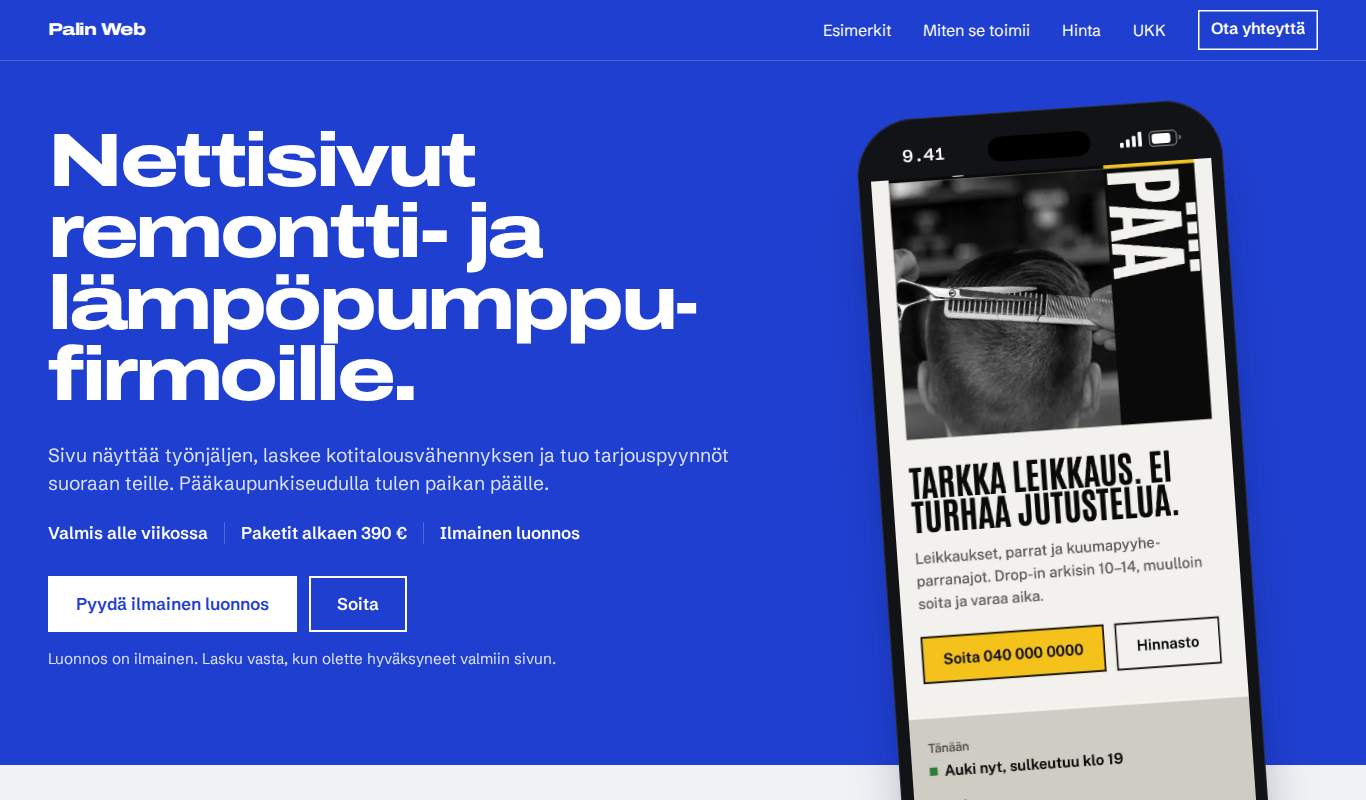 Palin Web
Esimerkit
Miten se toimii
Hinta
UKK
Ota yhteyttä
Nettisivut
remontti- ja
lämpöpumppu-
firmoille.
Sivu näyttää työnjäljen, laskee kotitalousvähennyksen ja tuo tarjouspyynnöt
suoraan teille. Pääkaupunkiseudulla tulen paikan päälle.
Valmis alle viikossa
Paketit alkaen 390 €
Ilmainen luonnos
Pyydä ilmainen luonnos
Soita
Luonnos on ilmainen. Lasku vasta, kun olette hyväksyneet valmiin sivun.
9.41
PÄÄ
TARKKA LEIKKAUS. EI
TURHAA JUTUSTELUA.
Leikkaukset, parrat ja kuumapyyhe-
parranajot. Drop-in arkisin 10–14, muulloin
soita ja varaa aika.
Soita 040 000 0000
Hinnasto
Tänään
Auki nyt, sulkeutuu klo 19